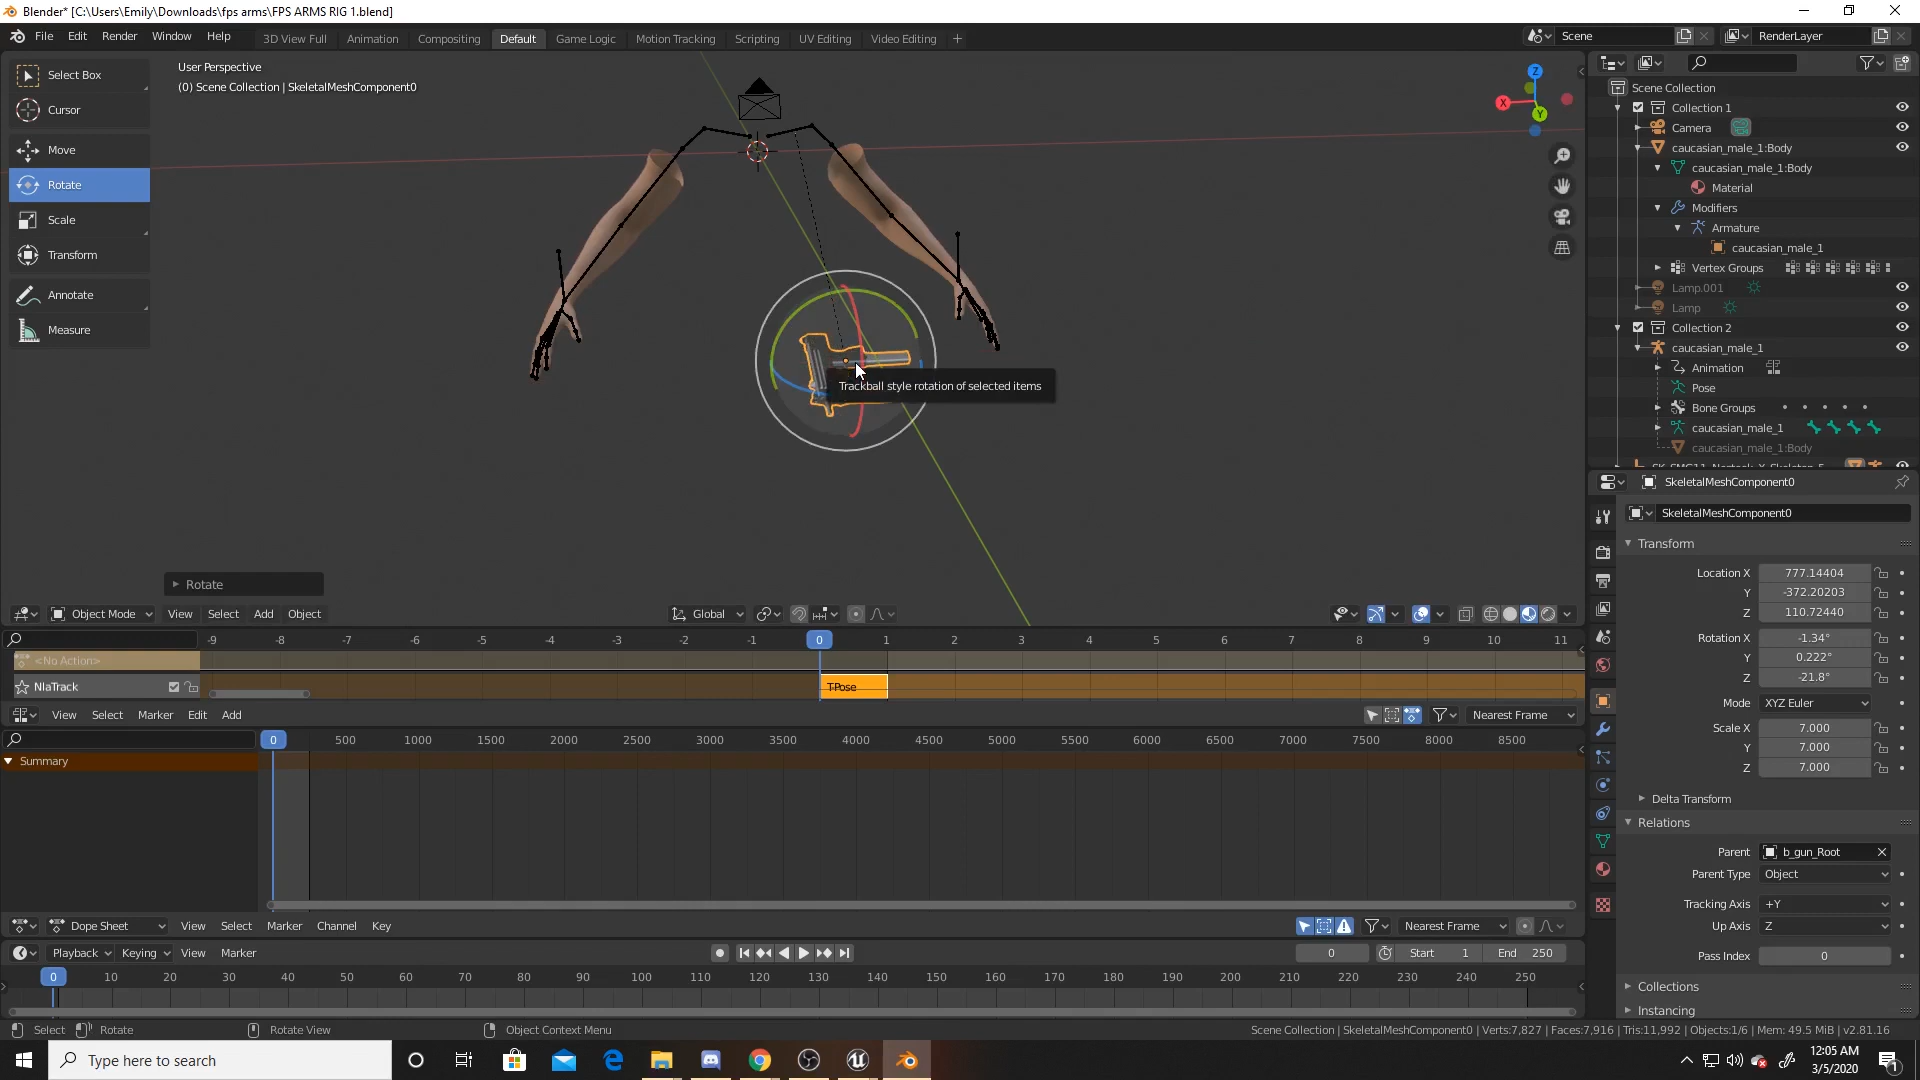 Blender* [C:\Users\Emily\Downloads\fps arms\FPS ARMS RIG 1.blend]
File Edit Render Window Help 3D View Full Animation Compositing Default Game Logic Motion Tracking Scripting UV Editing Video Editing + Scene RenderLayer
Select Box
Cursor
Move
Rotate
Scale
Transform
Annotate
Measure
User Perspective
(0) Scene Collection | SkeletalMeshComponent0
Z
X
Y
Trackball style rotation of selected items
Rotate
Object Mode View Select Add Object Global
Scene Collection
Collection 1
Camera
caucasian_male_1:Body
caucasian_male_1:Body
Material
Modifiers
Armature
caucasian_male_1
Vertex Groups
Lamp.001
Lamp
Collection 2
caucasian_male_1
Animation
Pose
Bone Groups
caucasian_male_1
caucasian_male_1:Body
SkeletalMeshComponent0
SkeletalMeshComponent0
Transform
Location X 777.14404
Y -372.20203
Z 110.72440
Rotation X -1.34°
Y 0.222°
Z -21.8°
Mode XYZ Euler
Scale X 7.000
Y 7.000
Z 7.000
Delta Transform
Relations
Parent b_gun_Root
Parent Type Object
Tracking Axis +Y
Up Axis Z
Pass Index 0
Collections
Instancing
-9 -8 -7 -6 -5 -4 -3 -2 -1 0 1 2 3 4 5 6 7 8 9 10 11
<No Action>
NlaTrack T-Pose
View Select Marker Edit Add Nearest Frame
0 500 1000 1500 2000 2500 3000 3500 4000 4500 5000 5500 6000 6500 7000 7500 8000 8500
Summary
Dope Sheet View Select Marker Channel Key Nearest Frame
Playback Keying View Marker 0 Start 1 End 250
0 10 20 30 40 50 60 70 80 90 100 110 120 130 140 150 160 170 180 190 200 210 220 230 240 250
Select Rotate Rotate View Object Context Menu Scene Collection | SkeletalMeshComponent0 | Verts:7,827 | Faces:7,916 | Tris:11,992 | Objects:1/6 | Mem: 49.5 MiB | v2.81.16
Type here to search
12:05 AM
3/5/2020
1